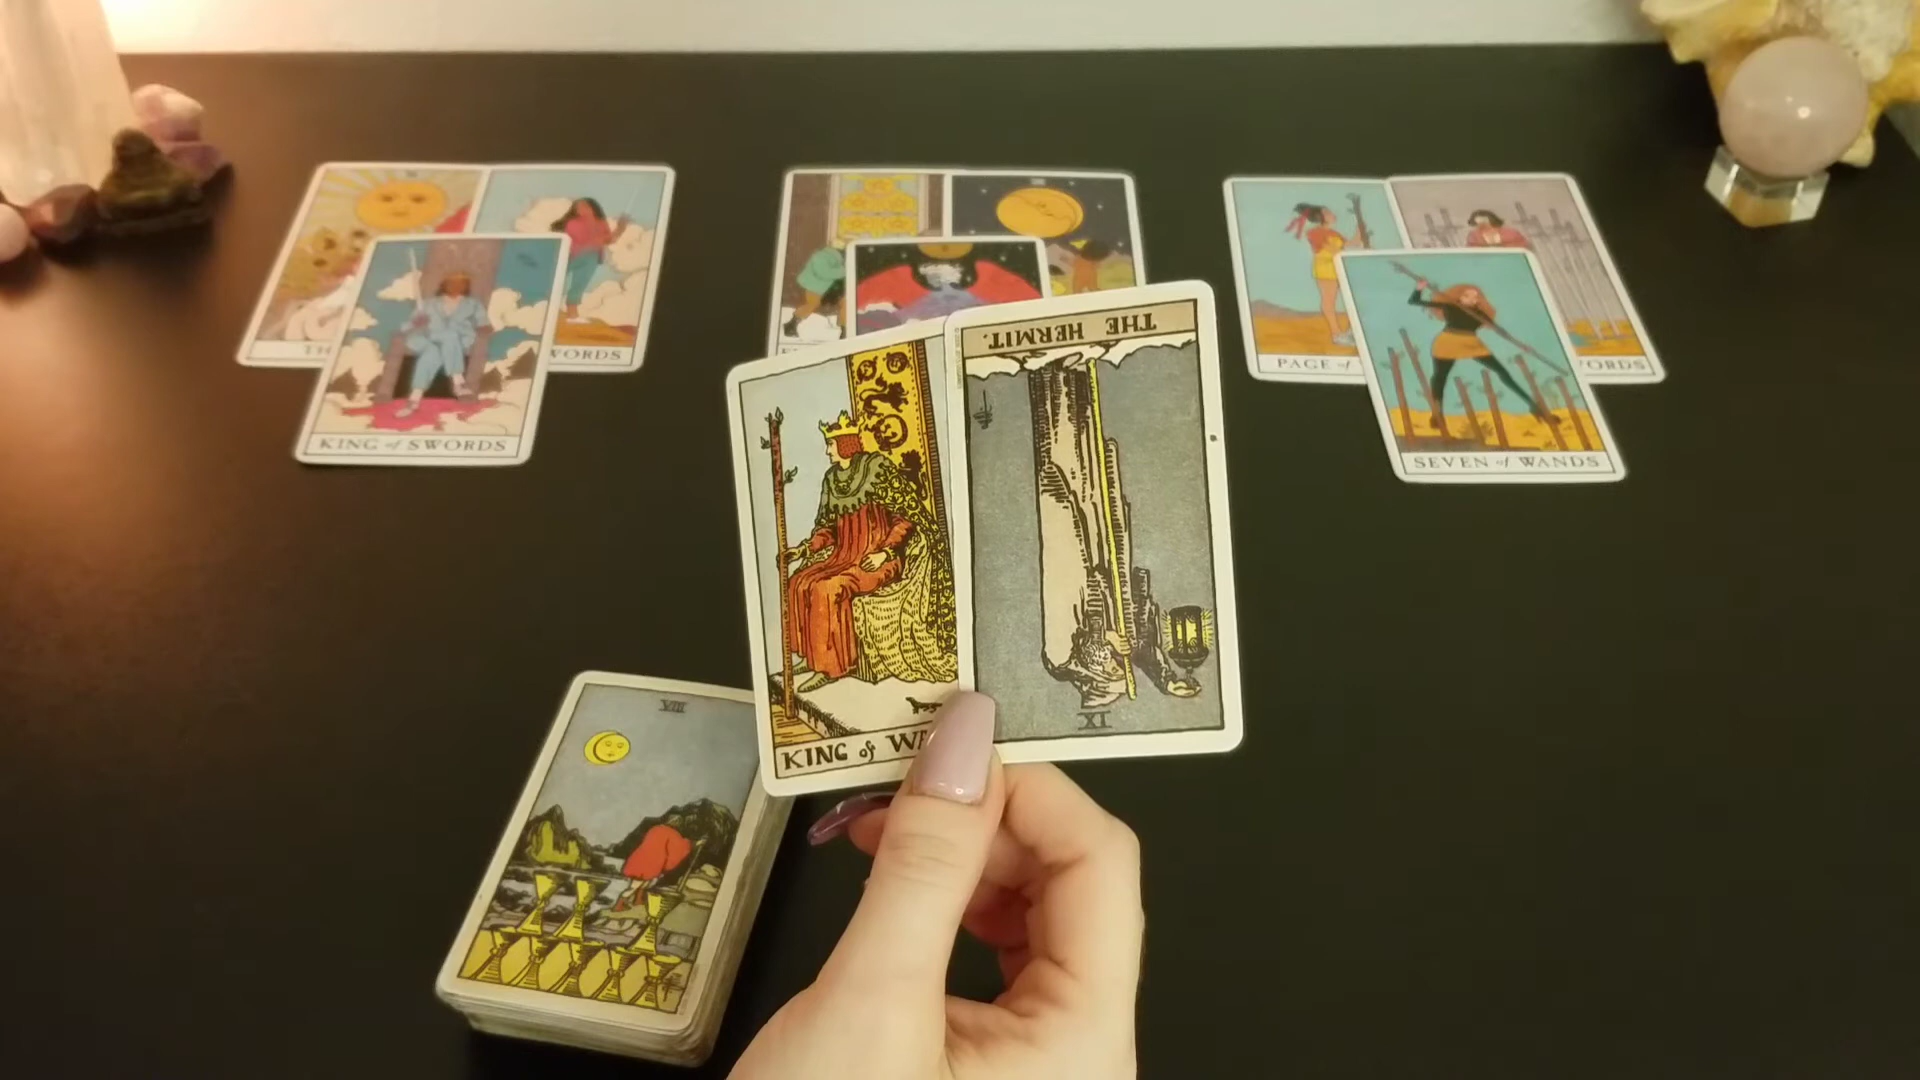 KING of SWORDS
WORDS
PAGE of
ORDS
SEVEN of WANDS
THE HERMIT.
IX
KING of W
VIII